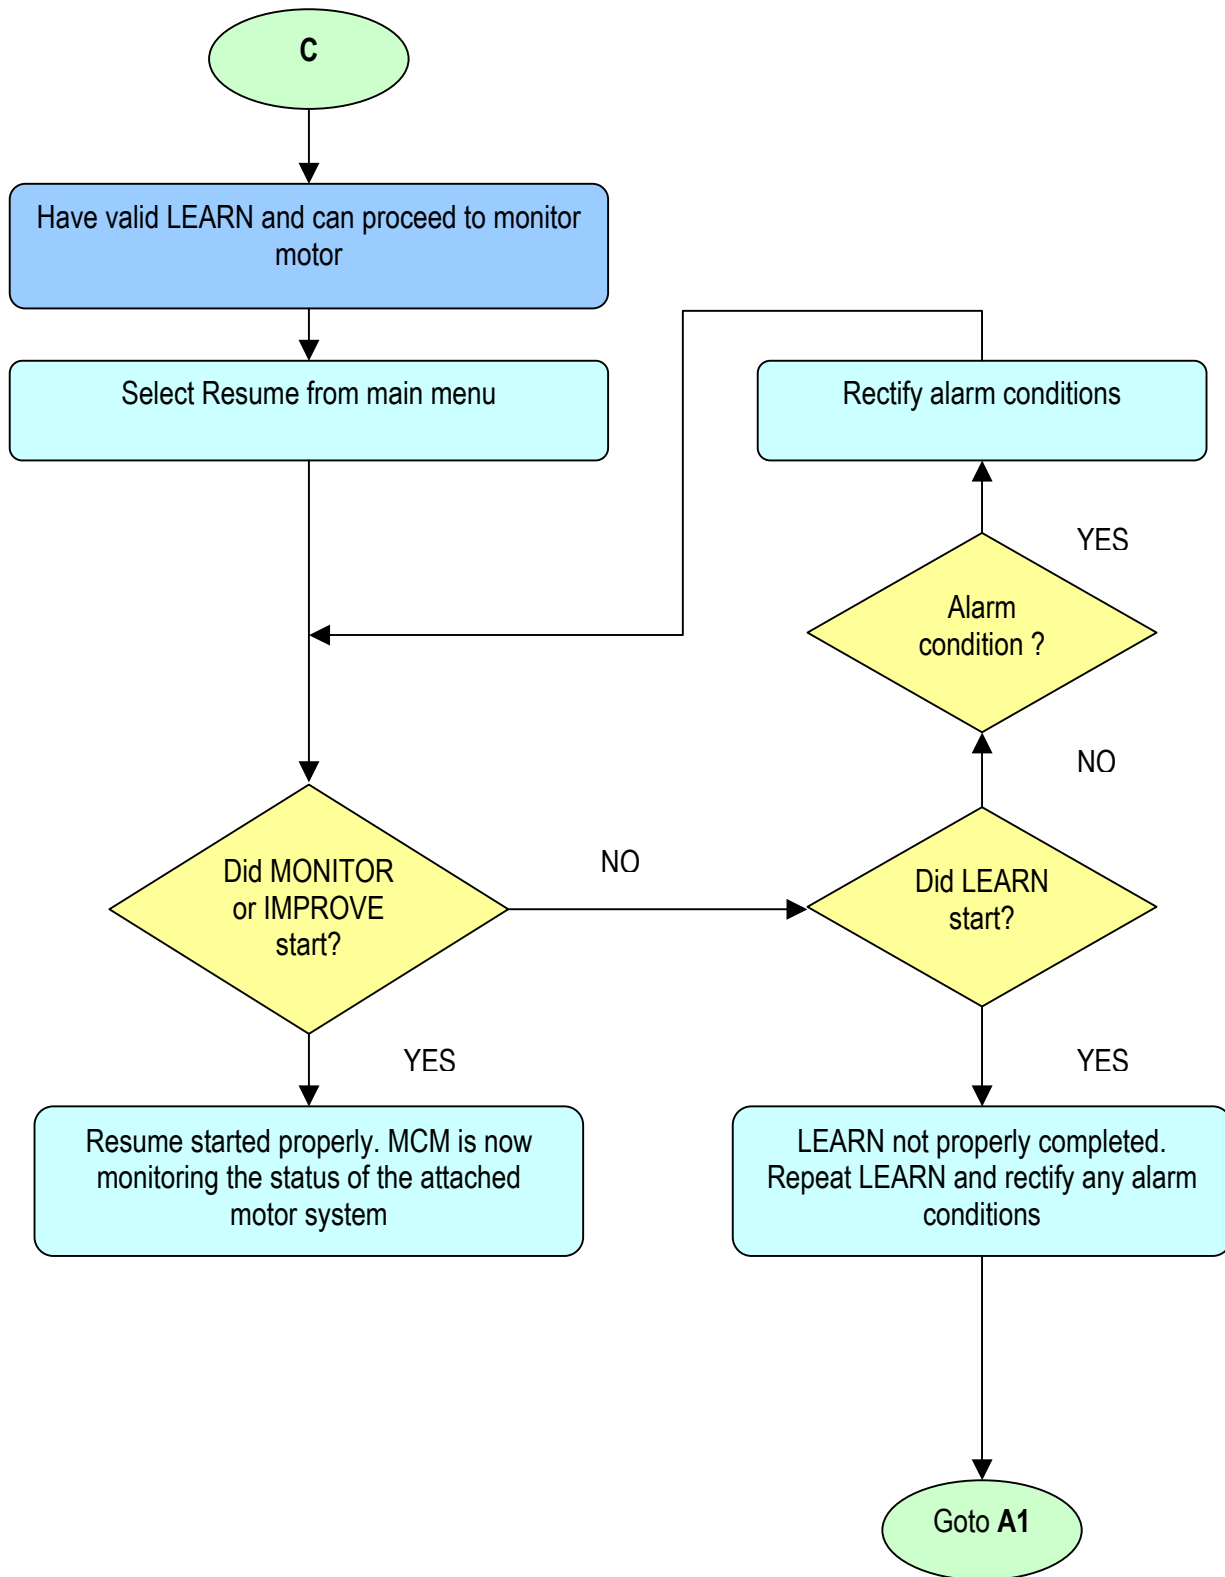 C
Have valid LEARN and can proceed to monitor
motor
Select Resume from main menu
Rectify alarm conditions
YES
Alarm
condition ?
NO
Did MONITOR
or IMPROVE
start?
NO
Did LEARN
start?
YES
YES
Resume started properly. MCM is now
monitoring the status of the attached
motor system
LEARN not properly completed.
Repeat LEARN and rectify any alarm
conditions
Goto A1